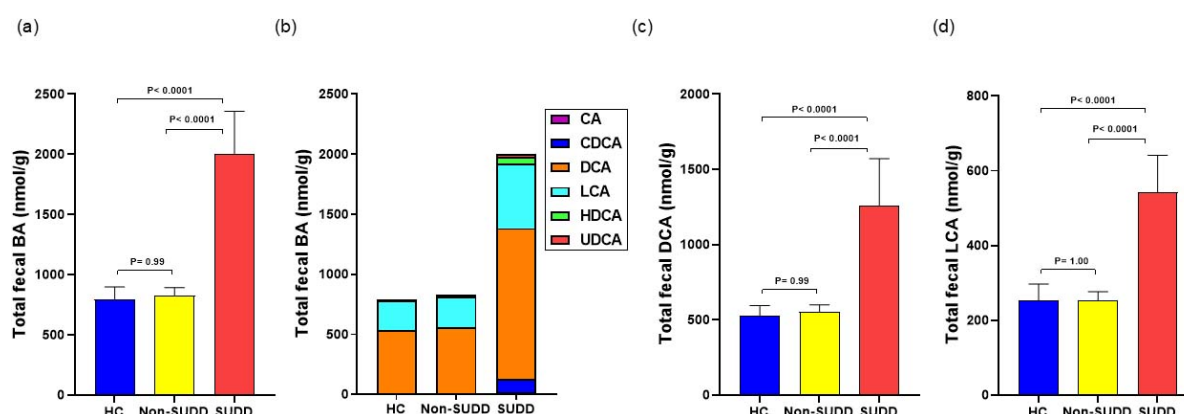 (a)
(b)
(c)
(d)
Total fecal BA (nmol/g)
2500
2000
1500
1000
500
0
P< 0.0001
P< 0.0001
P= 0.99
HC
Non-SUDD
SUDD
Total fecal BA (nmol/g)
2500
2000
1500
1000
500
0
HC
Non-SUDD
SUDD
CA
CDCA
DCA
LCA
HDCA
UDCA
Total fecal DCA (nmol/g)
2000
1500
1000
500
0
P< 0.0001
P< 0.0001
P= 0.99
HC
Non-SUDD
SUDD
Total fecal LCA (nmol/g)
800
600
400
200
0
P< 0.0001
P< 0.0001
P= 1.00
HC
Non-SUDD
SUDD